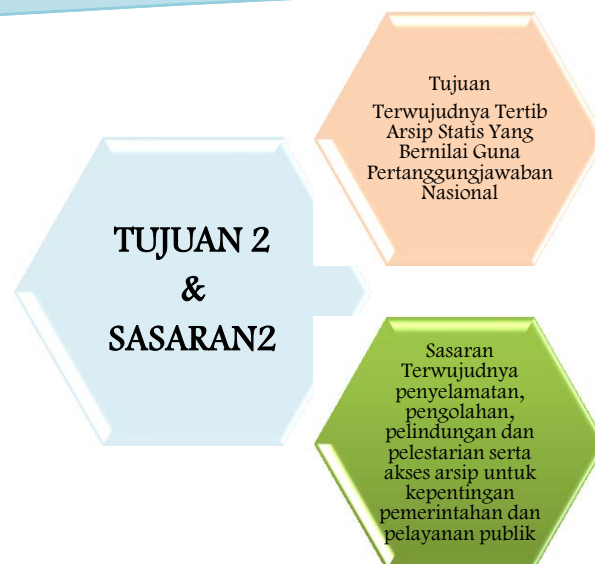 TUJUAN 2
&
SASARAN2
Tujuan
Terwujudnya Tertib
Arsip Statis Yang
Bernilai Guna
Pertanggungjawaban
Nasional
Sasaran
Terwujudnya
penyelamatan,
pengolahan,
pelindungan dan
pelestarian serta
akses arsip untuk
kepentingan
pemerintahan dan
pelayanan publik